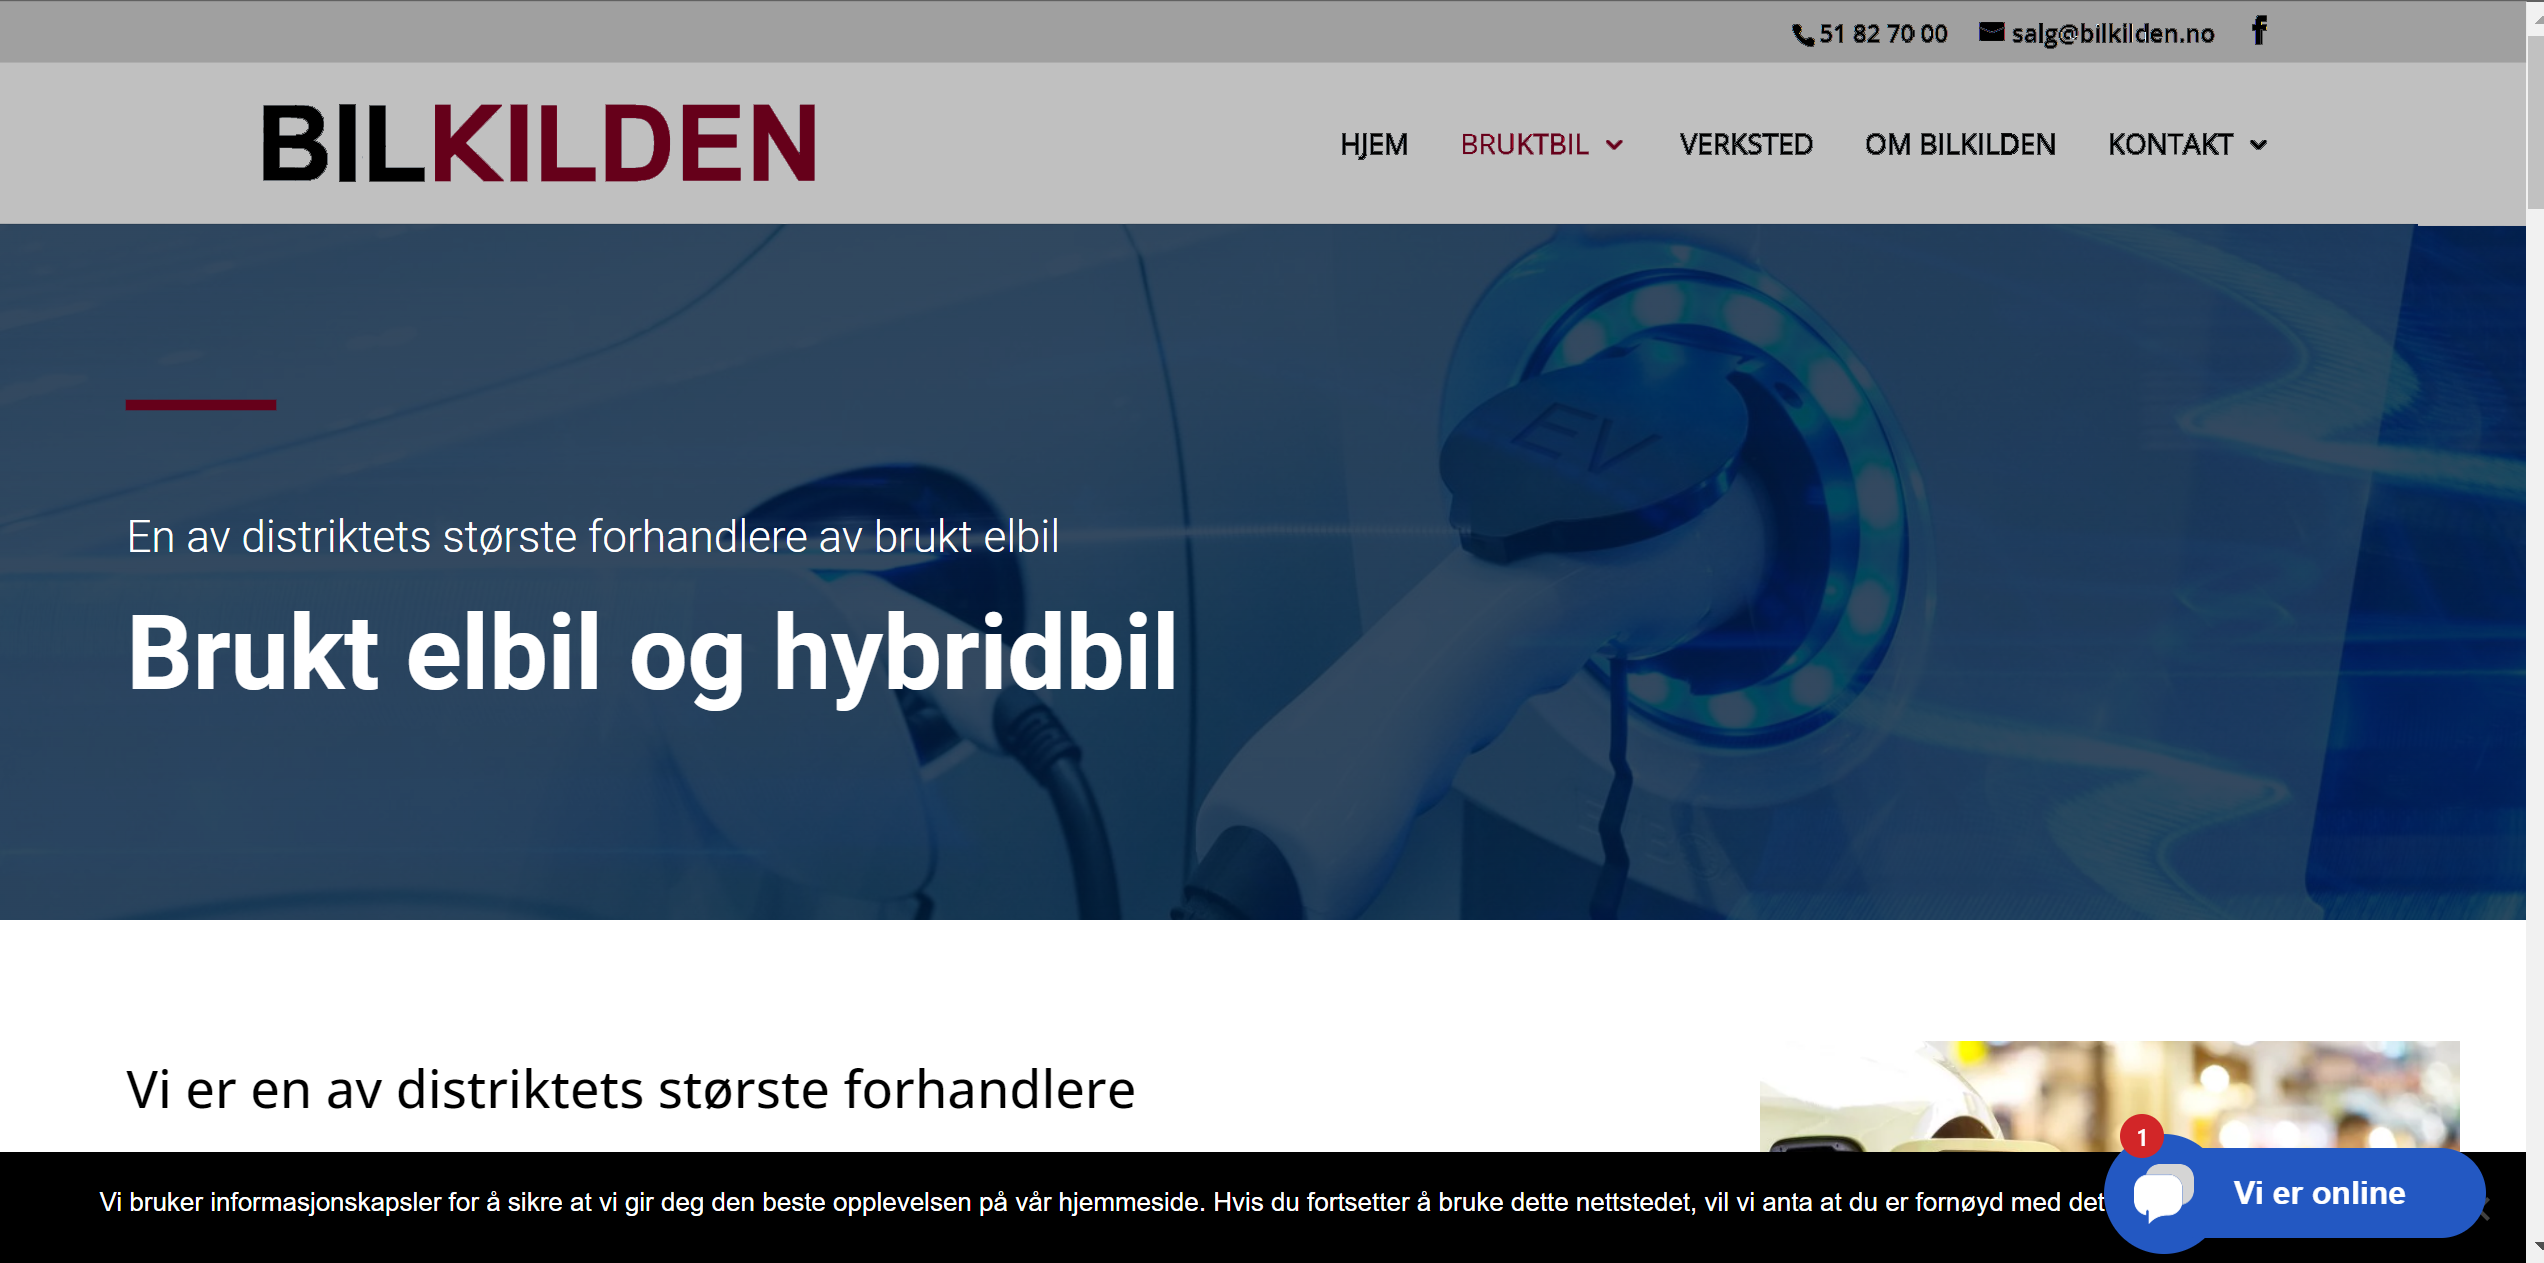 51 82 70 00 salg@bilkilden.no
BILKILDEN
HJEM BRUKTBIL VERKSTED OM BILKILDEN KONTAKT
EV
En av distriktets største forhandlere av brukt elbil
Brukt elbil og hybridbil
Vi er en av distriktets største forhandlere
1
Vi bruker informasjonskapsler for å sikre at vi gir deg den beste opplevelsen på vår hjemmeside. Hvis du fortsetter å bruke dette nettstedet, vil vi anta at du er fornøyd med det
Vi er online